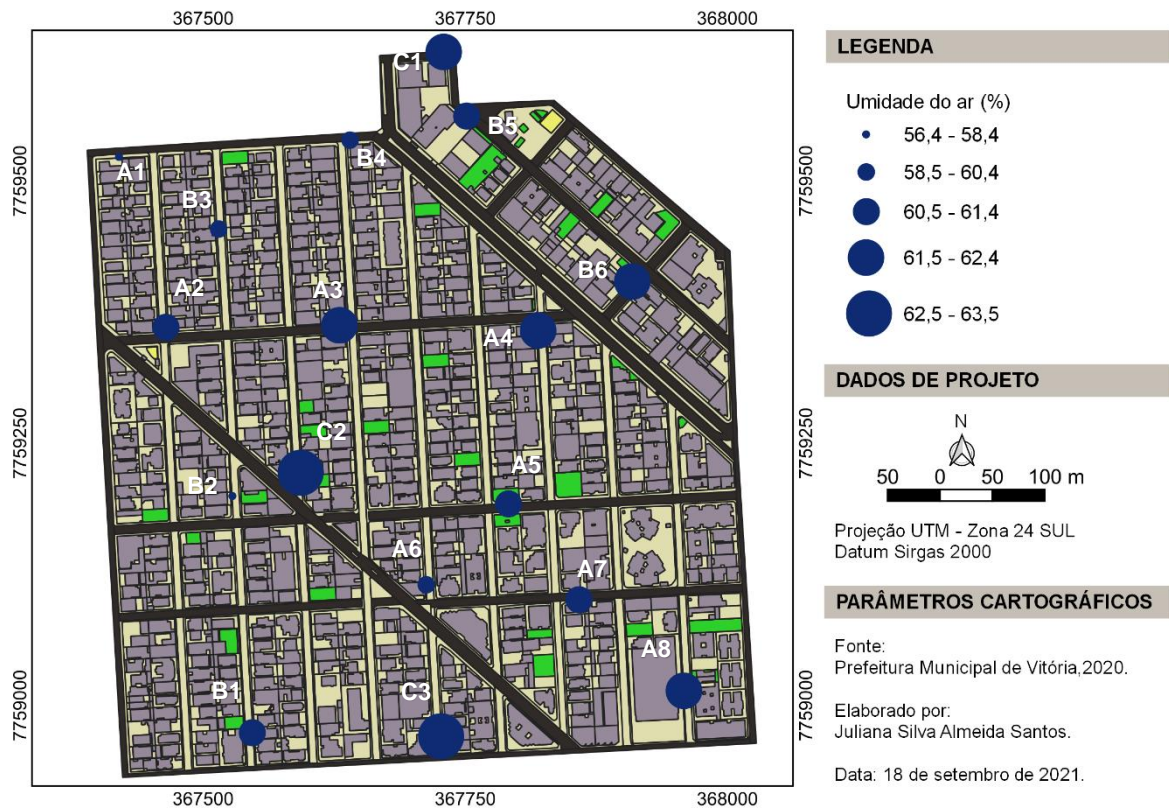 367500 367750 368000
7759500
7759250
7759000
C1
B5
B4
A1
B3
B6
A2
A3
A4
C2
A5
B2
A6
A7
A8
B1
C3
7759500
7759250
7759000
367500 367750 368000
LEGENDA
Umidade do ar (%)
56,4 - 58,4
58,5 - 60,4
60,5 - 61,4
61,5 - 62,4
62,5 - 63,5
DADOS DE PROJETO
N
50 0 50 100 m
Projeção UTM - Zona 24 SUL
Datum Sirgas 2000
PARÂMETROS CARTOGRÁFICOS
Fonte:
Prefeitura Municipal de Vitória,2020.
Elaborado por:
Juliana Silva Almeida Santos.
Data: 18 de setembro de 2021.